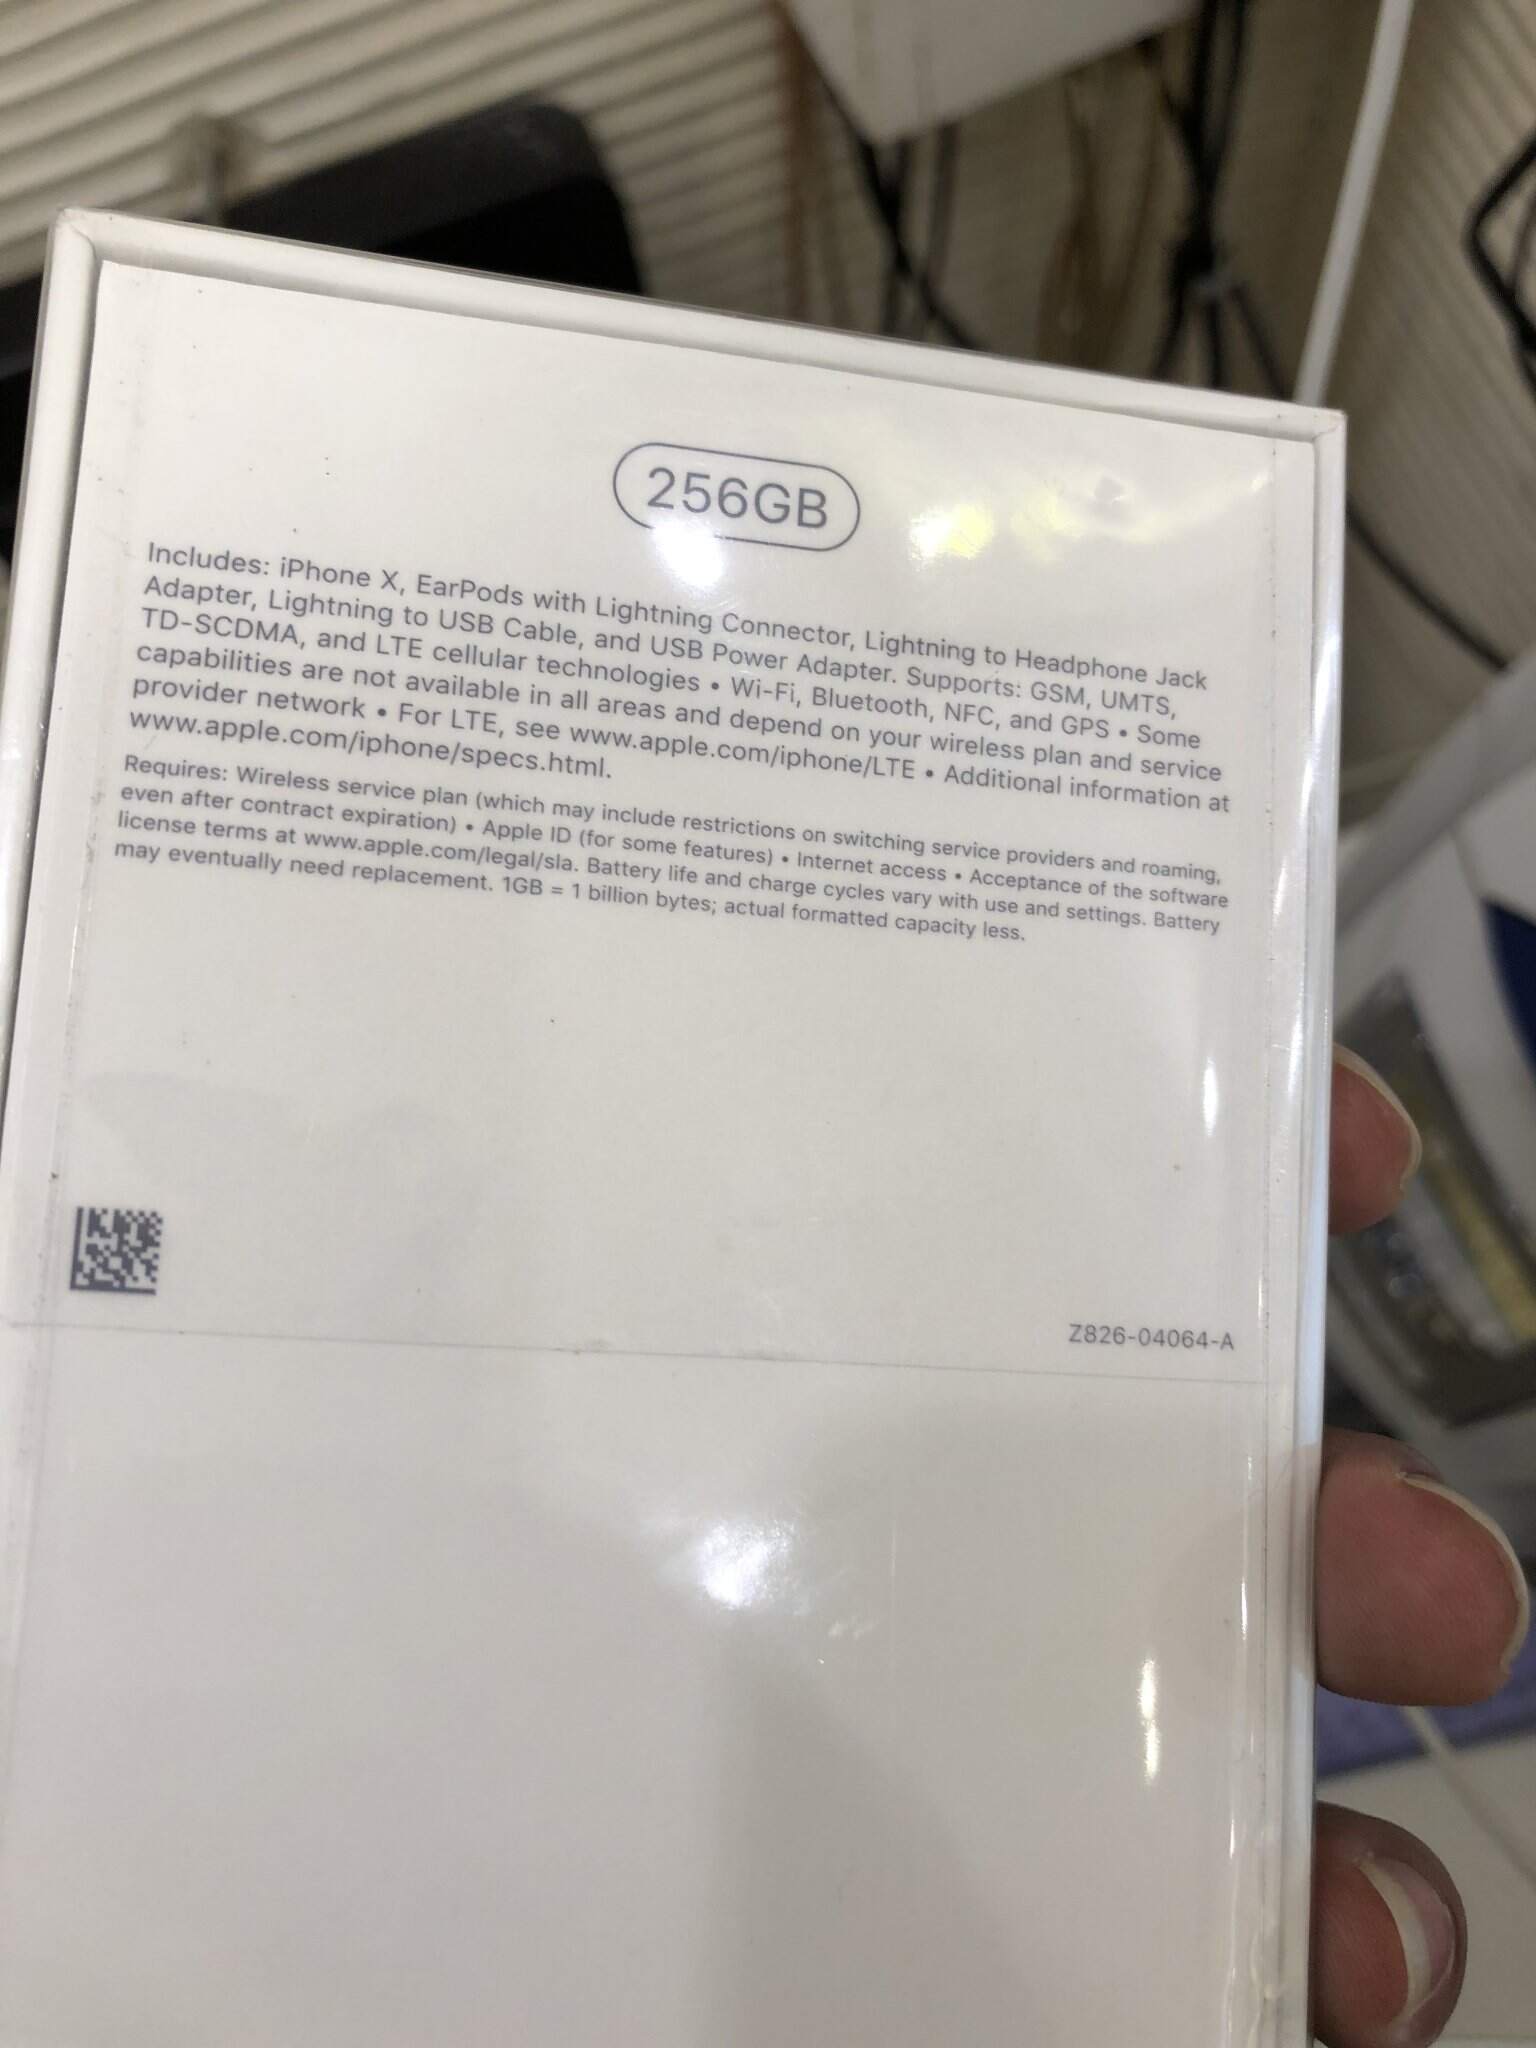 256GB
Includes: iPhone X, EarPods with Lightning Connector, Lightning to Headphone Jack
Adapter, Lightning to USB Cable, and USB Power Adapter. Supports: GSM, UMTS,
TD-SCDMA, and LTE cellular technologies • Wi-Fi, Bluetooth, NFC, and GPS • Some
capabilities are not available in all areas and depend on your wireless plan and service
provider network • For LTE, see www.apple.com/iphone/LTE • Additional information at
www.apple.com/iphone/specs.html.
Requires: Wireless service plan (which may include restrictions on switching service providers and roaming,
even after contract expiration) • Apple ID (for some features) • Internet access • Acceptance of the software
license terms at www.apple.com/legal/sla. Battery life and charge cycles vary with use and settings. Battery
may eventually need replacement. 1GB = 1 billion bytes; actual formatted capacity less.
Z826-04064-A